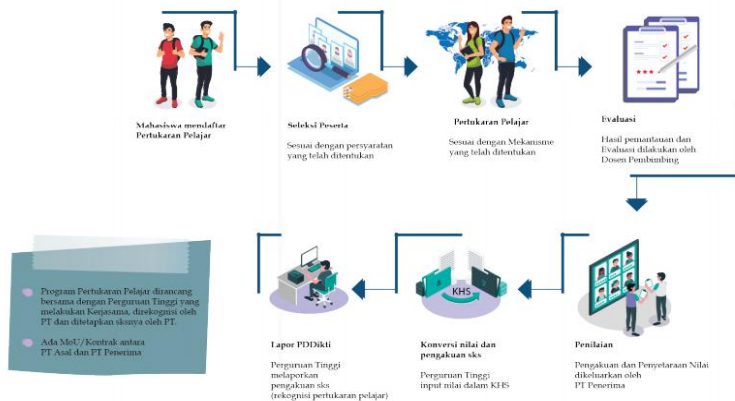 Mahasiswa mendaftar
Pertukaran Pelajar
Seleksi Peserta
Sesuai dengan persyaratan
yang telah ditentukan
Pertukaran Pelajar
Sesuai dengan Mekanisme
yang telah ditentukan
Evaluasi
Hasil pemantauan dan
Evaluasi dilakukan oleh
Dosen Pembimbing
Penilaian
Pengakuan dan Penyetaraan Nilai
dikeluarkan oleh
PT Penerima
KHS
Konversi nilai dan
pengakuan sks
Perguruan Tinggi
input nilai dalam KHS
Lapor PDDikti
Perguruan Tinggi
melaporkan
pengakuan sks
(rekognisi pertukaran pelajar)
Program Pertukaran Pelajar dirancang
bersama dengan Perguruan Tinggi yang
melakukan Kerjasama, direkognisi oleh
PT dan ditetapkan sksnya oleh PT.
Ada MoU/Kontrak antara
PT Asal dan PT Penerima